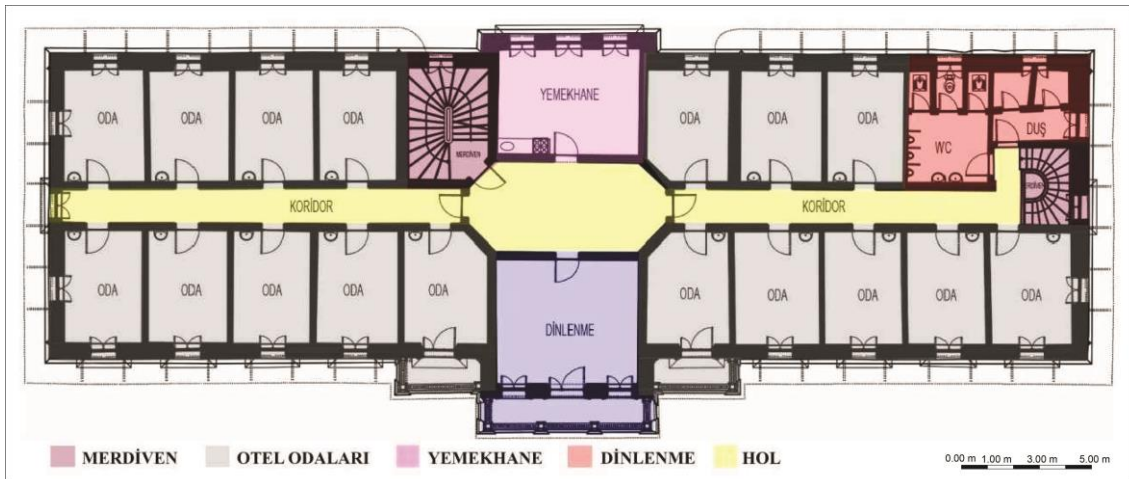 YEMEKHANE
ODA ODA ODA ODA
MERDİVEN
ODA ODA ODA
WC
DUŞ
MERDİVEN
KORİDOR
KORİDOR
ODA ODA ODA ODA ODA
DİNLENME
ODA ODA ODA ODA ODA
MERDİVEN OTEL ODALARI YEMEKHANE DİNLENME HOL
0.00 m 1.00 m 3.00 m 5.00 m